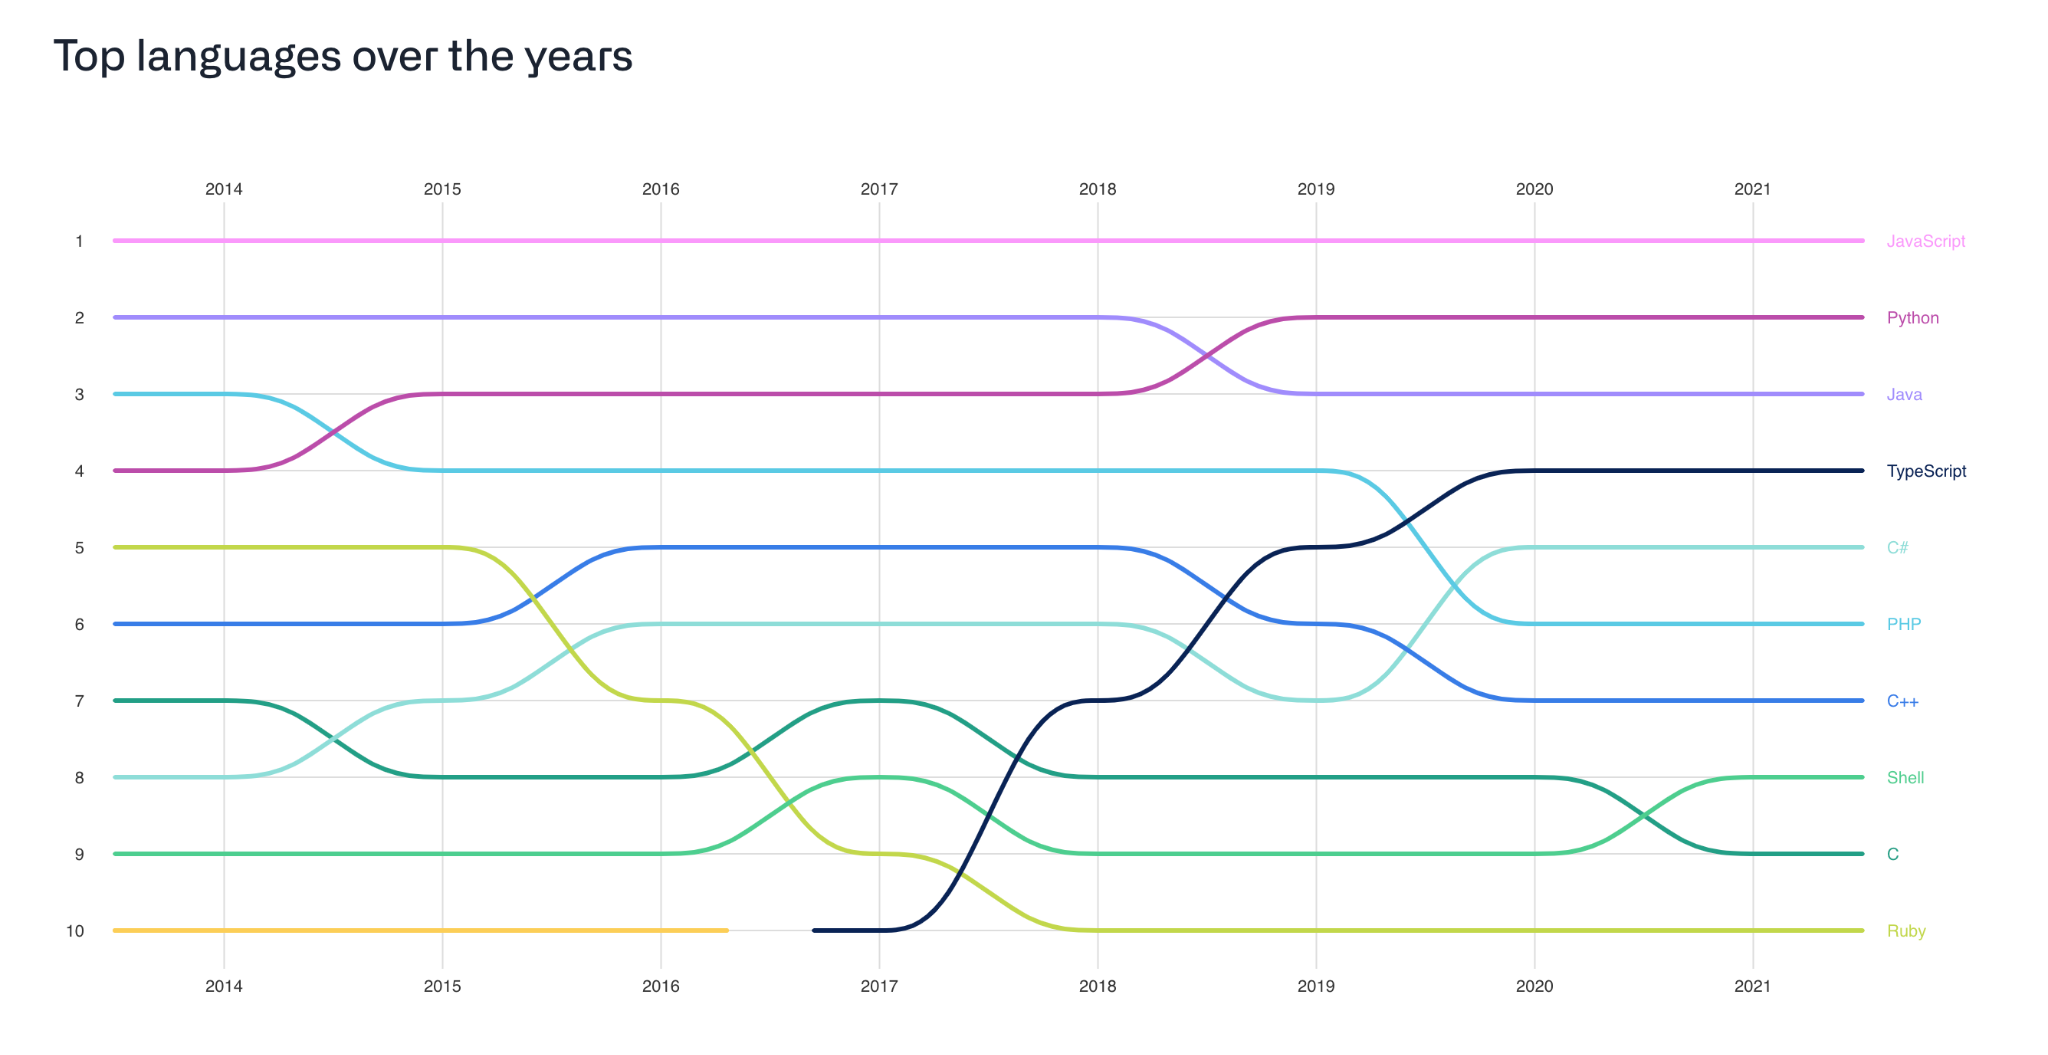 Top languages over the years
2014 2015 2016 2017 2018 2019 2020 2021
1 JavaScript
2 Python
3 Java
4 TypeScript
5 C#
6 PHP
7 C++
8 Shell
9 C
10 Ruby
2014 2015 2016 2017 2018 2019 2020 2021